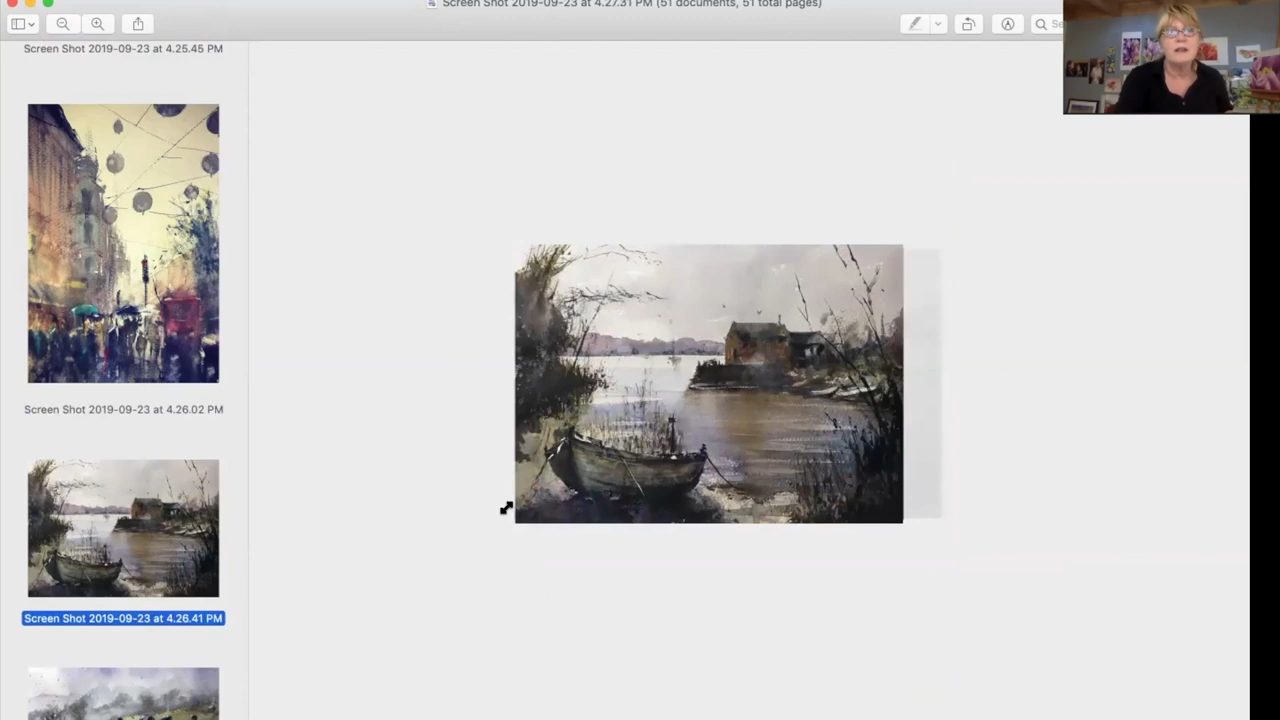 Screen Shot 2019-09-23 at 4.27.31 PM (51 documents, 51 total pages)
Screen Shot 2019-09-23 at 4.25.45 PM
Screen Shot 2019-09-23 at 4.26.02 PM
Screen Shot 2019-09-23 at 4.26.41 PM